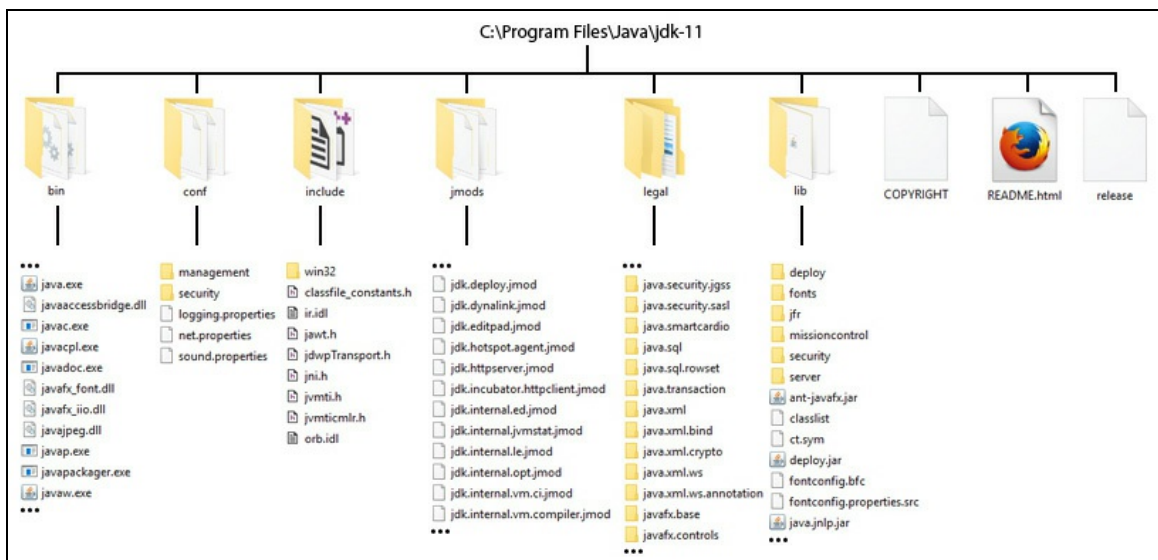 C:\Program Files\Java\jdk-11
bin
conf
include
jmods
legal
lib
COPYRIGHT
README.html
release
•••
java.exe
javaaccessbridge.dll
javac.exe
javacpl.exe
javadoc.exe
javafx_font.dll
javafx_iio.dll
javajpeg.dll
javap.exe
javapackager.exe
javaw.exe
•••
management
security
logging.properties
net.properties
sound.properties
win32
classfile_constants.h
ir.idl
jawt.h
jdwpTransport.h
jni.h
jvmti.h
jvmticmlr.h
orb.idl
•••
jdk.deploy.jmod
jdk.dynalink.jmod
jdk.editpad.jmod
jdk.hotspot.agent.jmod
jdk.httpserver.jmod
jdk.incubator.httpclient.jmod
jdk.internal.ed.jmod
jdk.internal.jvmstat.jmod
jdk.internal.le.jmod
jdk.internal.opt.jmod
jdk.internal.vm.ci.jmod
jdk.internal.vm.compiler.jmod
•••
•••
java.security.jgss
java.security.sasl
java.smartcardio
java.sql
java.sql.rowset
java.transaction
java.xml
java.xml.bind
java.xml.crypto
java.xml.ws
java.xml.ws.annotation
javafx.base
javafx.controls
•••
deploy
fonts
jfr
missioncontrol
security
server
ant-javafx.jar
classlist
ct.sym
deploy.jar
fontconfig.bfc
fontconfig.properties.src
java.jnlp.jar
•••